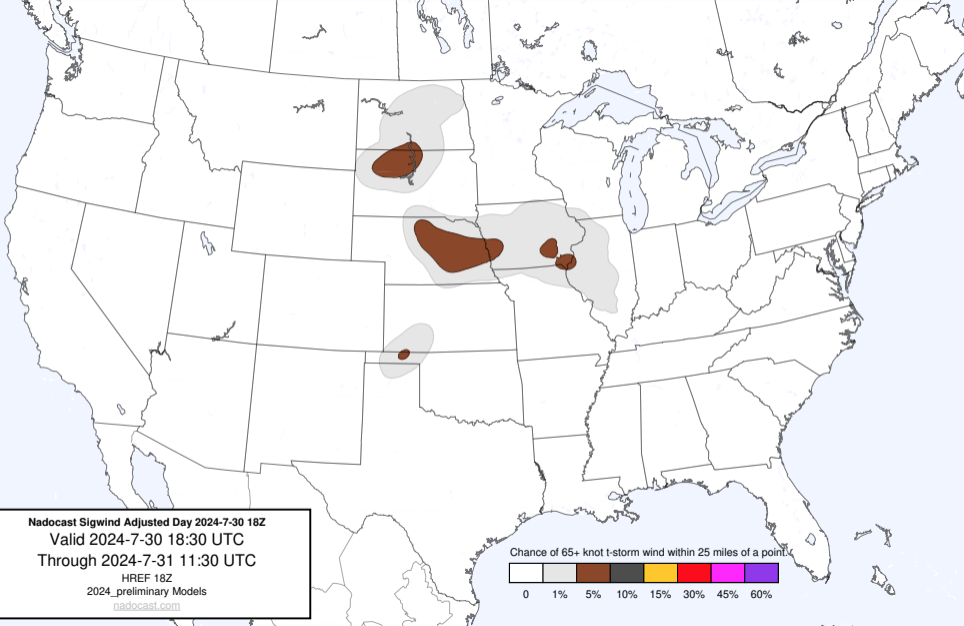 Nadocast Sigwind Adjusted Day 2024-7-30 18Z
Valid 2024-7-30 18:30 UTC
Through 2024-7-31 11:30 UTC
HREF 18Z
2024_preliminary Models
nadocast.com
Chance of 65+ knot t-storm wind within 25 miles of a point.
0 1% 5% 10% 15% 30% 45% 60%